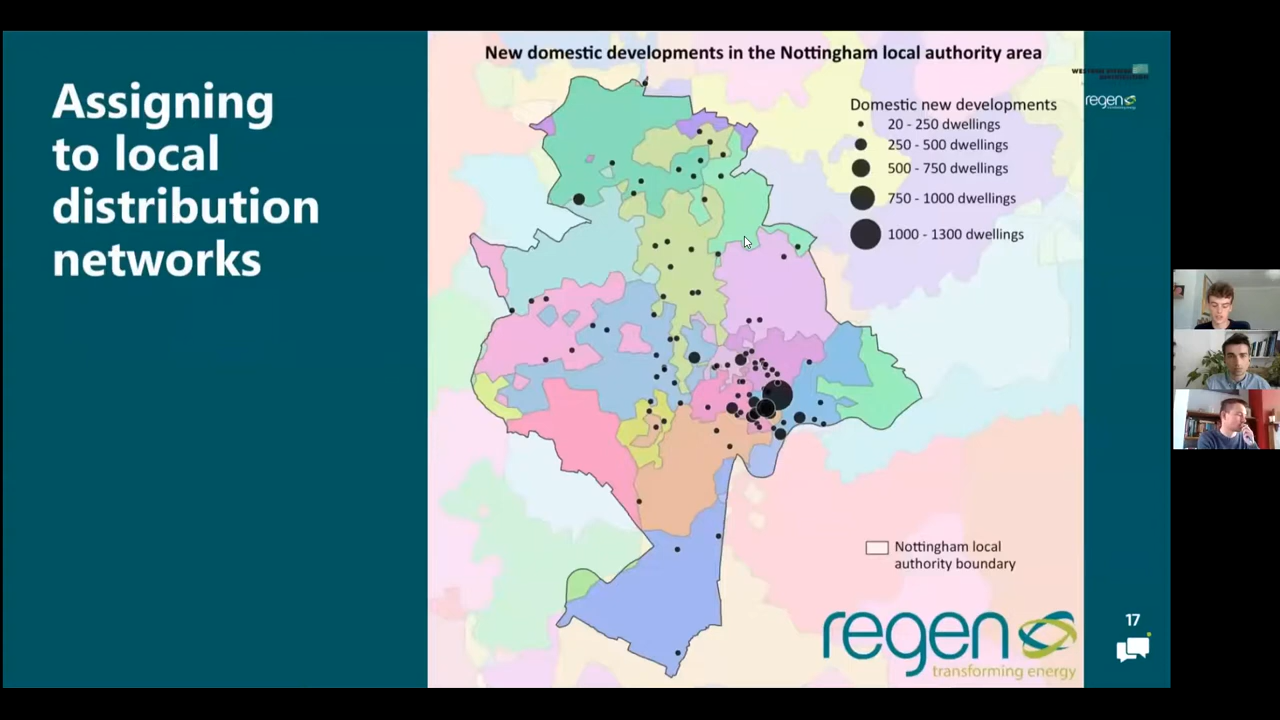 Assigning
to local
distribution
networks
New domestic developments in the Nottingham local authority area
Domestic new developments
20 - 250 dwellings
250 - 500 dwellings
500 - 750 dwellings
750 - 1000 dwellings
1000 - 1300 dwellings
Nottingham local
authority boundary
regen
transforming energy
regen
17